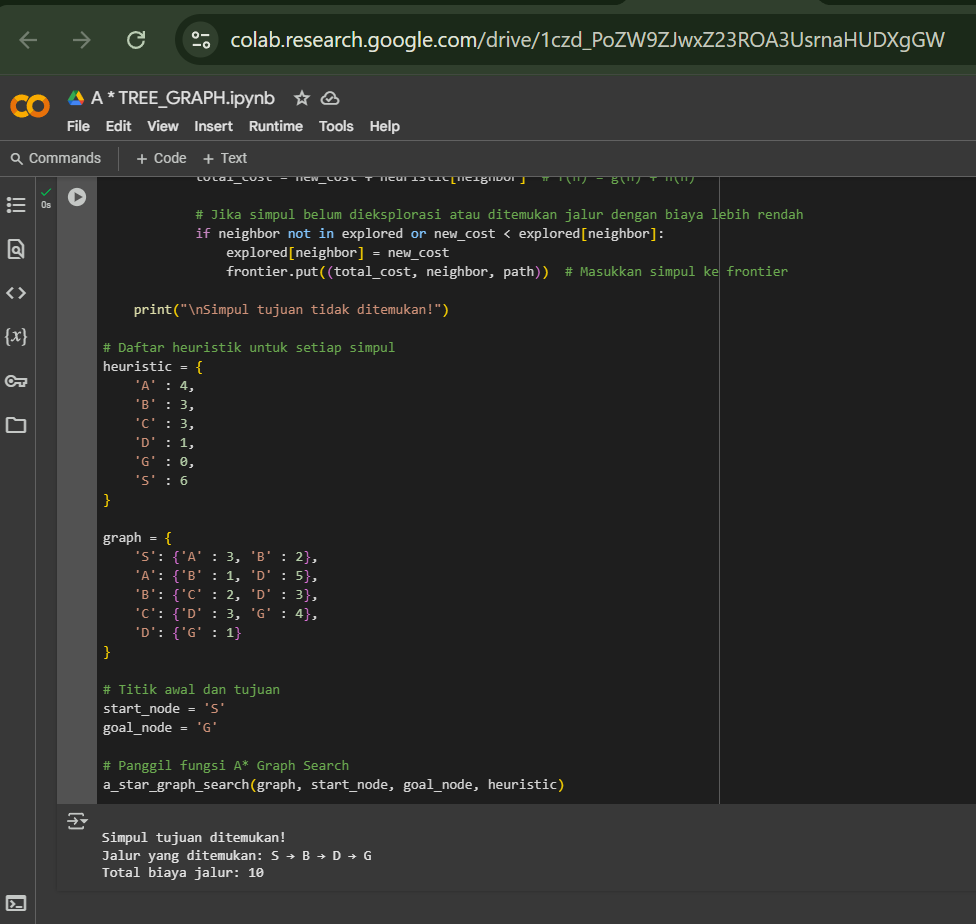 colab.research.google.com/drive/1czd_PoZW9ZJwxZ23ROA3UsrnaHUDXgGW
A * TREE_GRAPH.ipynb
File Edit View Insert Runtime Tools Help
Commands + Code + Text
0s
total_cost = new_cost + heuristic[neighbor]  # f(n) = g(n) + h(n)
# Jika simpul belum dieksplorasi atau ditemukan jalur dengan biaya lebih rendah
if neighbor not in explored or new_cost < explored[neighbor]:
explored[neighbor] = new_cost
frontier.put((total_cost, neighbor, path))  # Masukkan simpul ke frontier
print("\nSimpul tujuan tidak ditemukan!")
# Daftar heuristik untuk setiap simpul
heuristic = {
'A' : 4,
'B' : 3,
'C' : 3,
'D' : 1,
'G' : 0,
'S' : 6
}
graph = {
'S': {'A' : 3, 'B' : 2},
'A': {'B' : 1, 'D' : 5},
'B': {'C' : 2, 'D' : 3},
'C': {'D' : 3, 'G' : 4},
'D': {'G' : 1}
}
# Titik awal dan tujuan
start_node = 'S'
goal_node = 'G'
# Panggil fungsi A* Graph Search
a_star_graph_search(graph, start_node, goal_node, heuristic)
Simpul tujuan ditemukan!
Jalur yang ditemukan: S → B → D → G
Total biaya jalur: 10